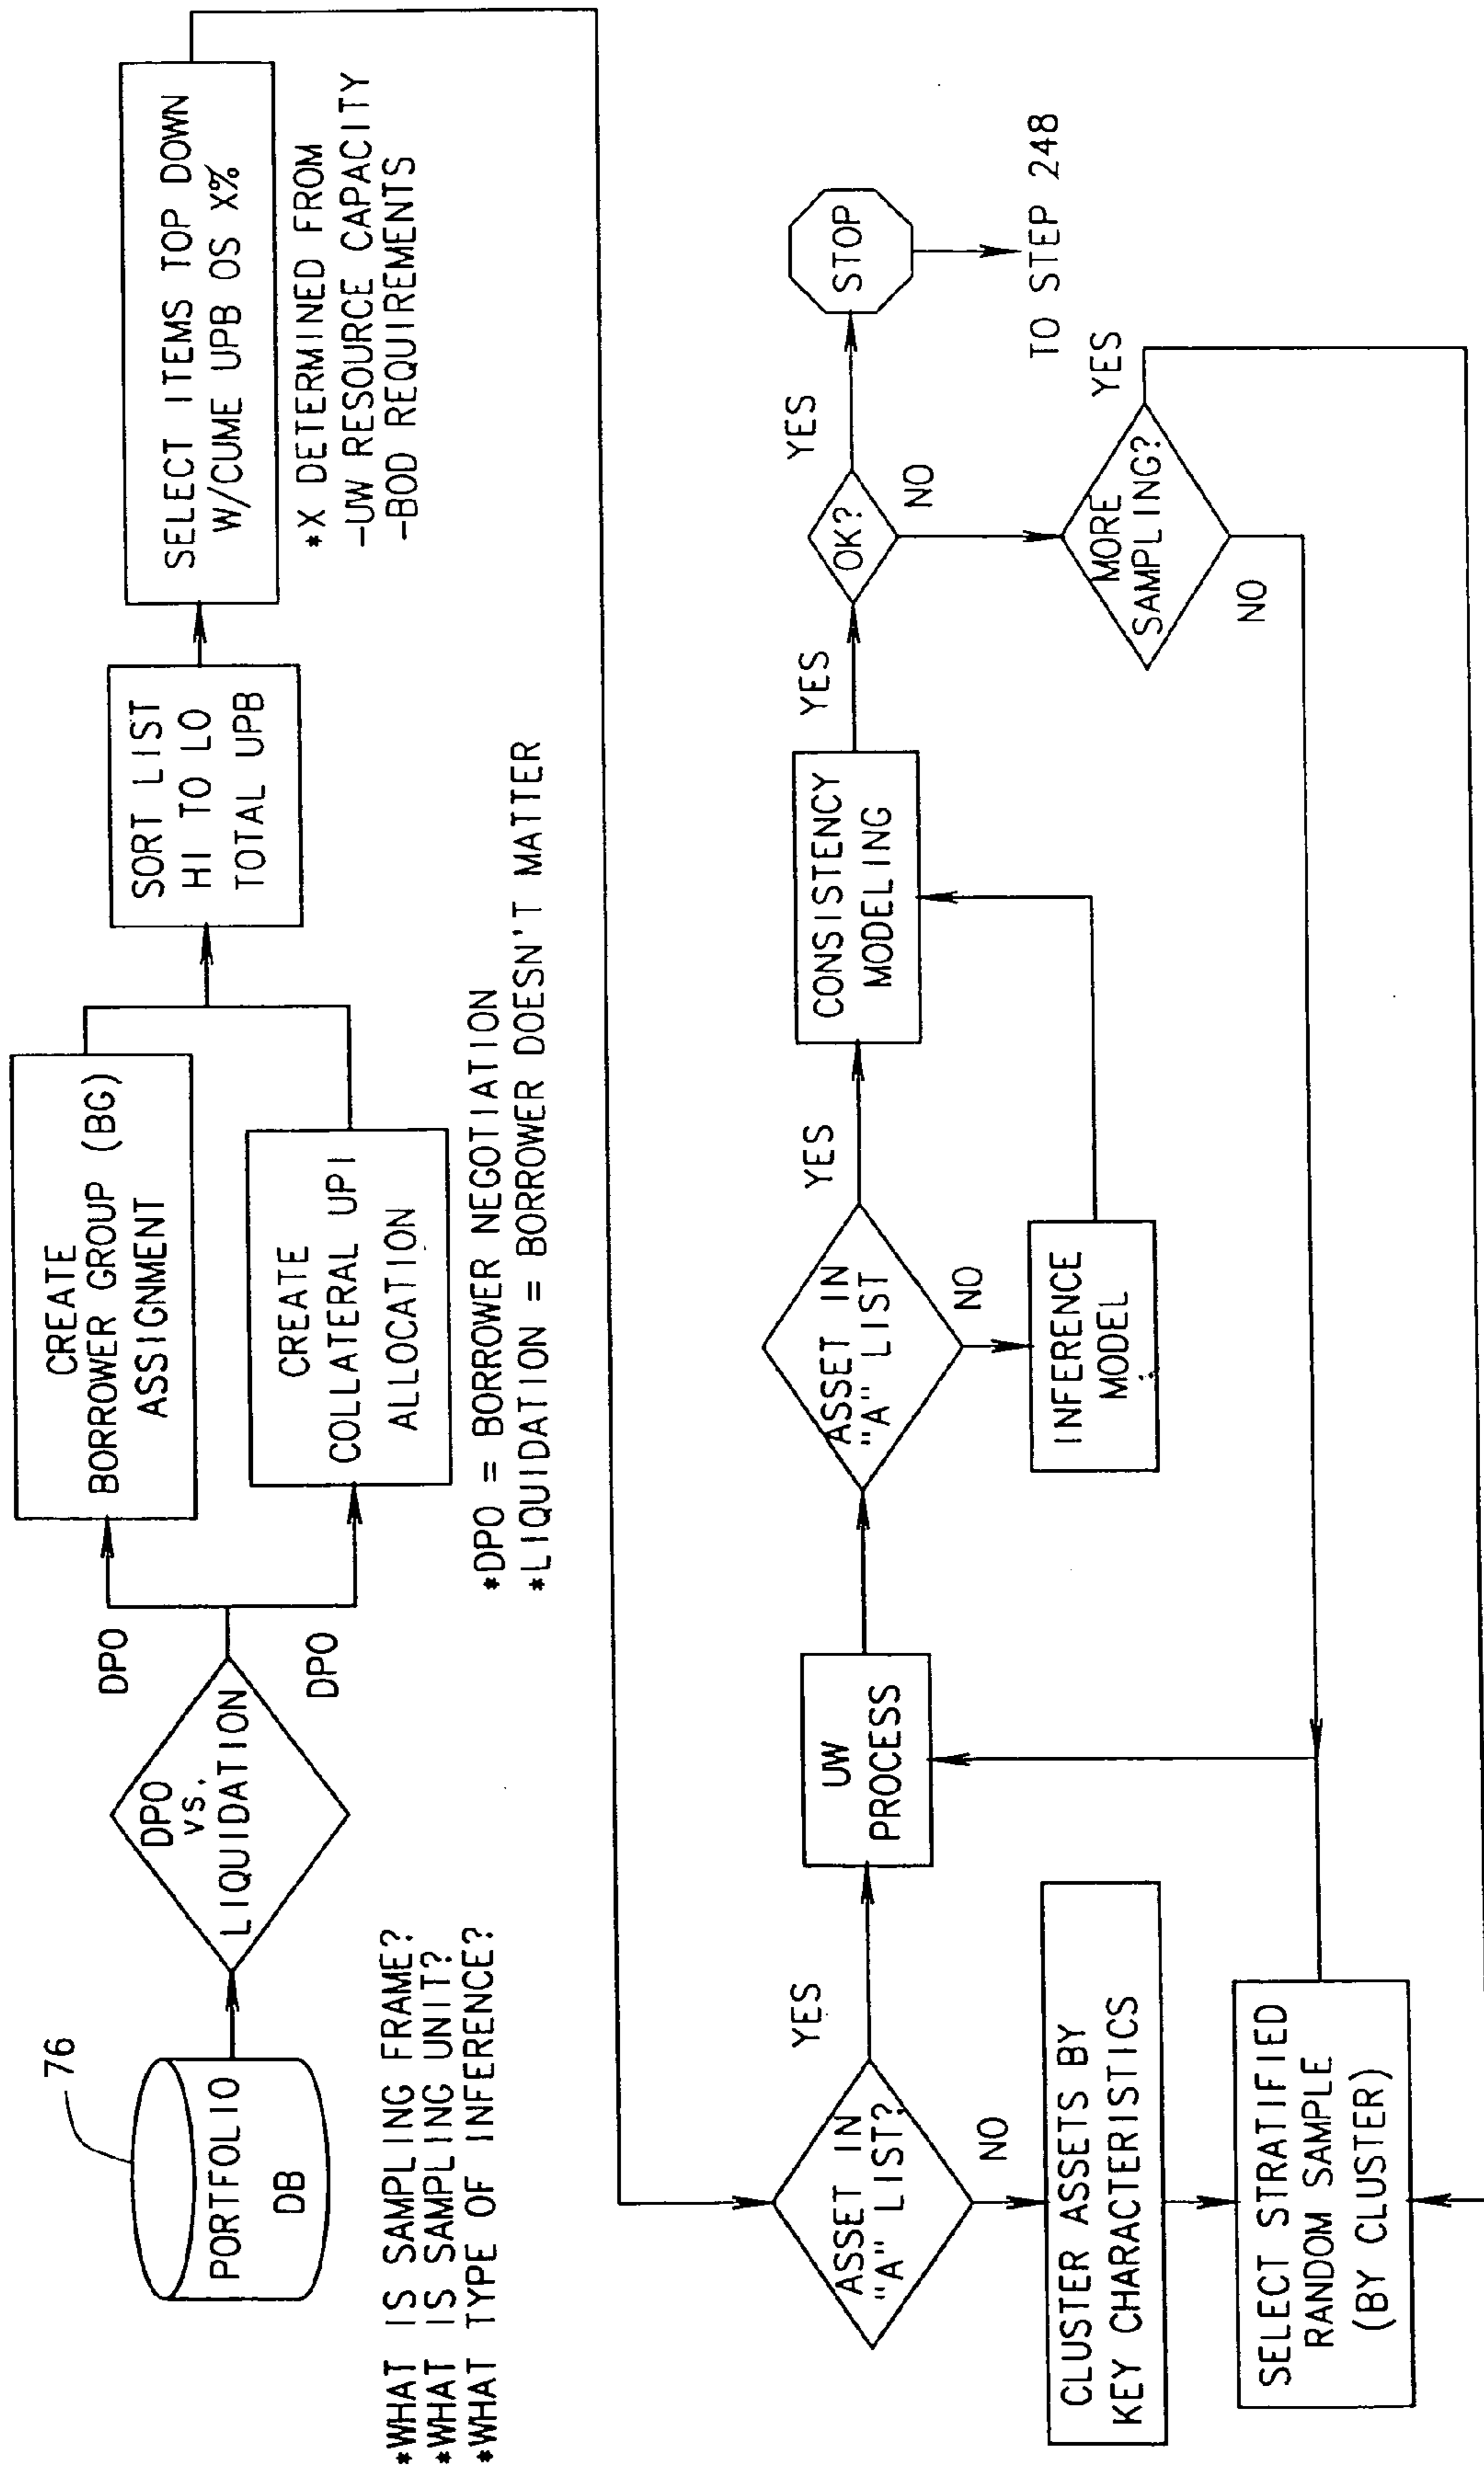 76
PORTFOLIO
DB
*WHAT IS SAMPLING FRAME?
*WHAT IS SAMPLING UNIT?
*WHAT TYPE OF INFERENCE?
DPO
vs.
LIQUIDATION
DPO
DPO
CREATE
BORROWER GROUP (BG)
ASSIGNMENT
CREATE
COLLATERAL UPI
ALLOCATION
*DPO = BORROWER NEGOTIATION
*LIQUIDATION = BORROWER DOESN'T MATTER
SORT LIST
HI TO LO
TOTAL UPB
SELECT ITEMS TOP DOWN
W/CUME UPB OS X%
*X DETERMINED FROM
-UW RESOURCE CAPACITY
-BOD REQUIREMENTS
ASSET IN
"A" LIST?
YES
NO
CLUSTER ASSETS BY
KEY CHARACTERISTICS
SELECT STRATIFIED
RANDOM SAMPLE
(BY CLUSTER)
UW
PROCESS
ASSET IN
"A" LIST
YES
NO
INFERENCE
MODEL
CONSISTENCY
MODELING
YES
OK?
YES
NO
STOP
TO STEP 248
MORE
SAMPLING?
YES
NO